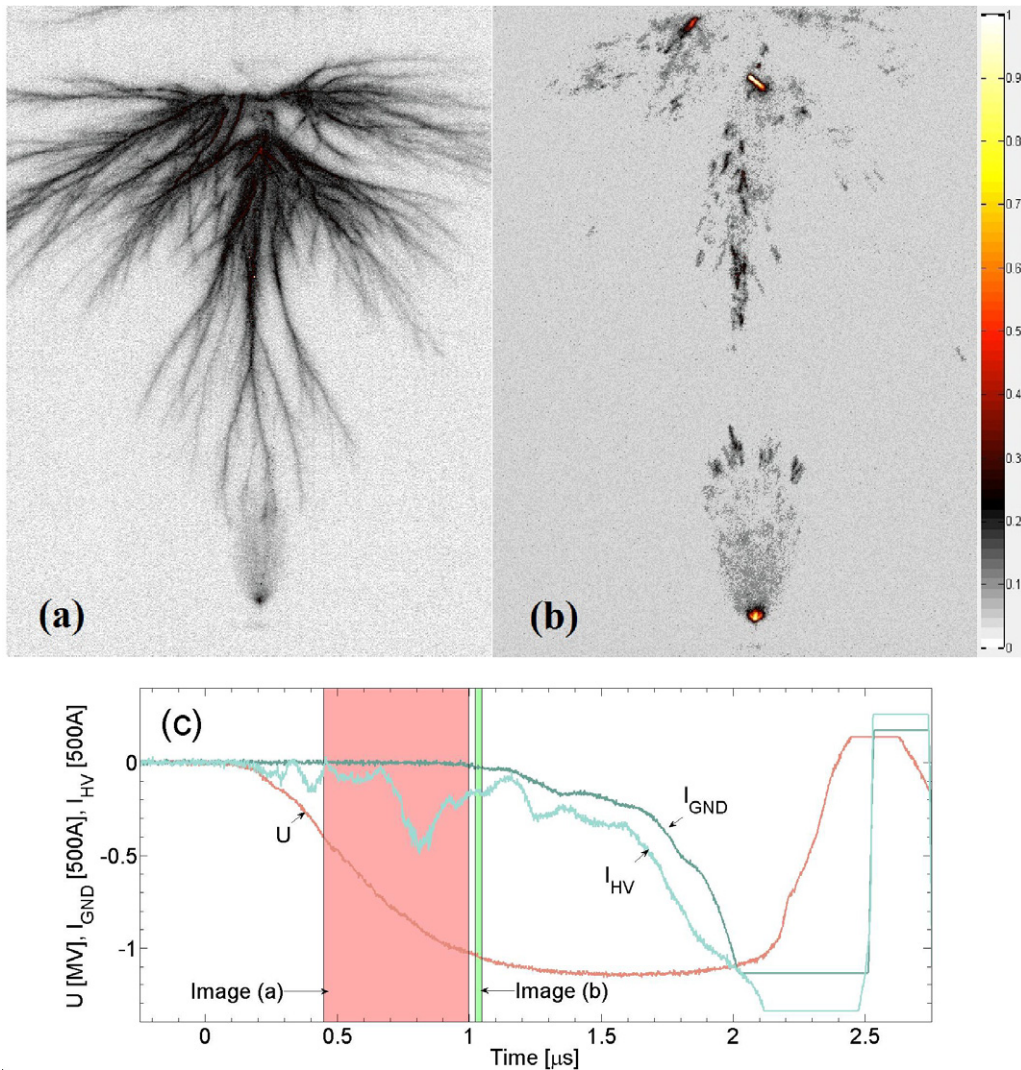 1
0.9
0.8
0.7
0.6
0.5
0.4
0.3
0.2
0.1
0
(a)
(b)
(c)
U [MV], I_GND [500A], I_HV [500A]
0
-0.5
-1
U
I_GND
I_HV
Image (a)
Image (b)
0
0.5
1
1.5
2
2.5
Time [μs]